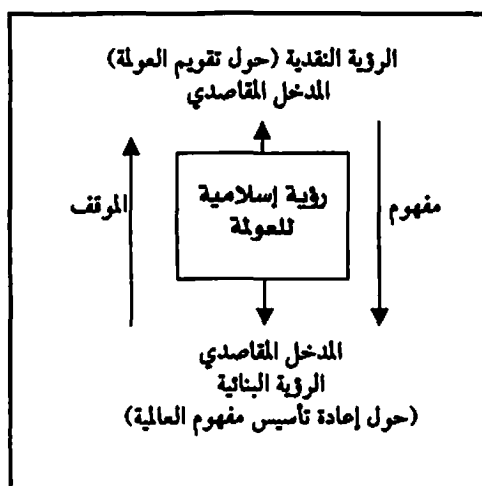 الرؤية النقدية (حول تقويم العولمة)
المدخل المقاصدي
رؤية إسلامية
للعولمة
مفهوم
الموقف
المدخل المقاصدي
الرؤية البنائية
(حول إعادة تأسيس مفهوم العالمية)